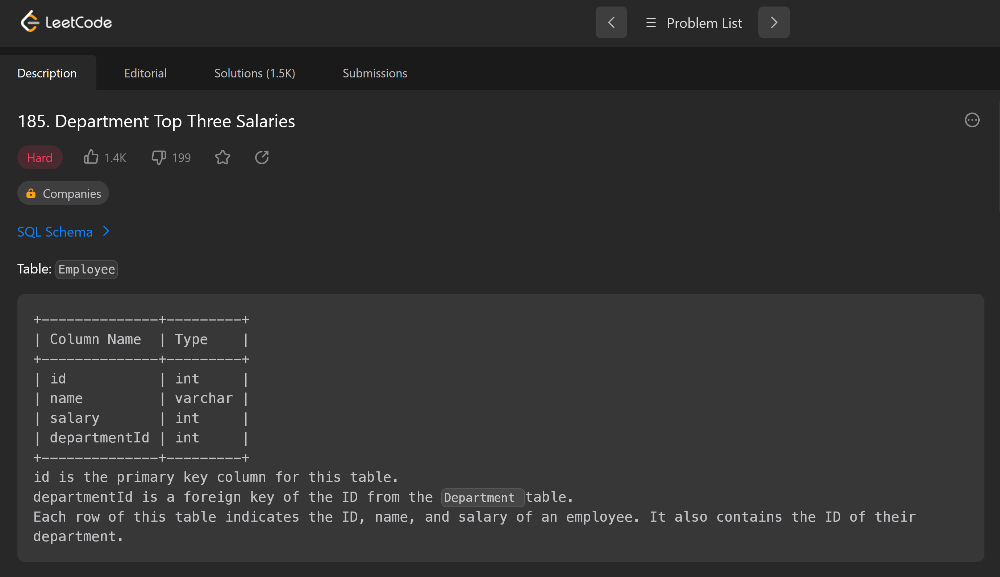 LeetCode
Problem List
Description Editorial Solutions (1.5K) Submissions
185. Department Top Three Salaries
Hard 1.4K 199
Companies
SQL Schema
Table: Employee
+--------------+---------+
| Column Name  | Type    |
+--------------+---------+
| id           | int     |
| name         | varchar |
| salary       | int     |
| departmentId | int     |
+--------------+---------+
id is the primary key column for this table.
departmentId is a foreign key of the ID from the Department table.
Each row of this table indicates the ID, name, and salary of an employee. It also contains the ID of their
department.